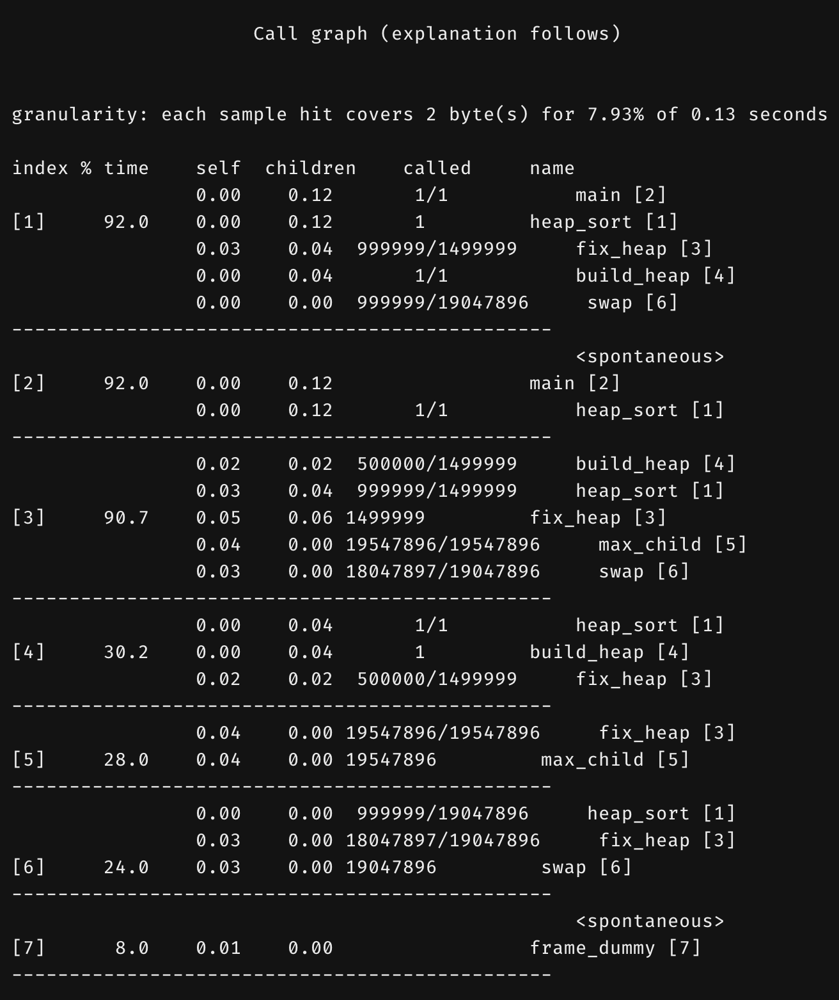 Call graph (explanation follows)
granularity: each sample hit covers 2 byte(s) for 7.93% of 0.13 seconds
index % time    self  children    called     name
                0.00    0.12       1/1           main [2]
[1]     92.0    0.00    0.12       1         heap_sort [1]
                0.03    0.04  999999/1499999     fix_heap [3]
                0.00    0.04       1/1           build_heap [4]
                0.00    0.00  999999/19047896     swap [6]
-----------------------------------------------
                                                 <spontaneous>
[2]     92.0    0.00    0.12                 main [2]
                0.00    0.12       1/1           heap_sort [1]
-----------------------------------------------
                0.02    0.02  500000/1499999     build_heap [4]
                0.03    0.04  999999/1499999     heap_sort [1]
[3]     90.7    0.05    0.06 1499999         fix_heap [3]
                0.04    0.00 19547896/19547896     max_child [5]
                0.03    0.00 18047897/19047896     swap [6]
-----------------------------------------------
                0.00    0.04       1/1           heap_sort [1]
[4]     30.2    0.00    0.04       1         build_heap [4]
                0.02    0.02  500000/1499999     fix_heap [3]
-----------------------------------------------
                0.04    0.00 19547896/19547896     fix_heap [3]
[5]     28.0    0.04    0.00 19547896         max_child [5]
-----------------------------------------------
                0.00    0.00  999999/19047896     heap_sort [1]
                0.03    0.00 18047897/19047896     fix_heap [3]
[6]     24.0    0.03    0.00 19047896         swap [6]
-----------------------------------------------
                                                 <spontaneous>
[7]      8.0    0.01    0.00                 frame_dummy [7]
-----------------------------------------------